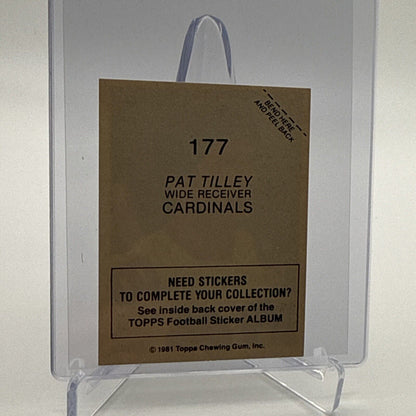 BEND HERE
AND PEEL BACK
177
PAT TILLEY
WIDE RECEIVER
CARDINALS
NEED STICKERS
TO COMPLETE YOUR COLLECTION?
See inside back cover of the
TOPPS Football Sticker ALBUM
© 1981 Topps Chewing Gum, Inc.